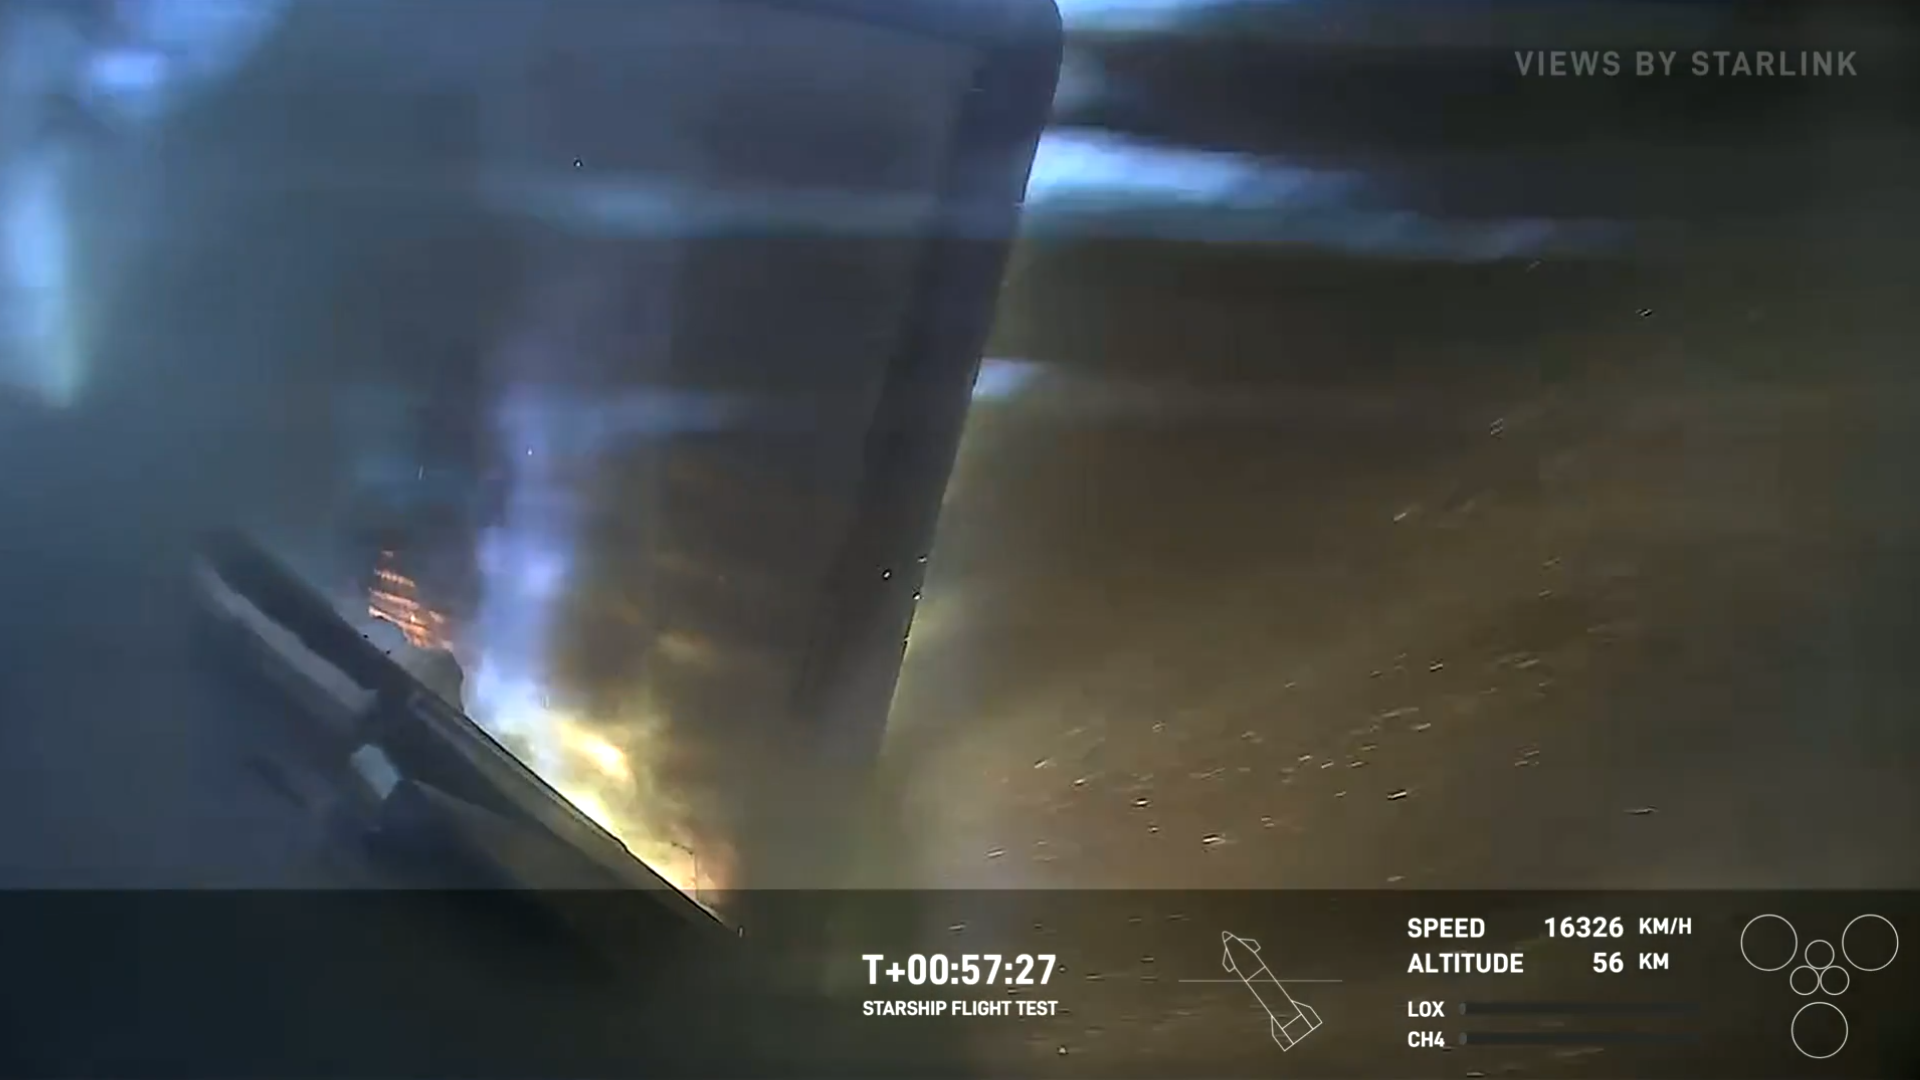 VIEWS BY STARLINK
T+00:57:27
STARSHIP FLIGHT TEST
SPEED 16326 KM/H
ALTITUDE 56 KM
LOX
CH4